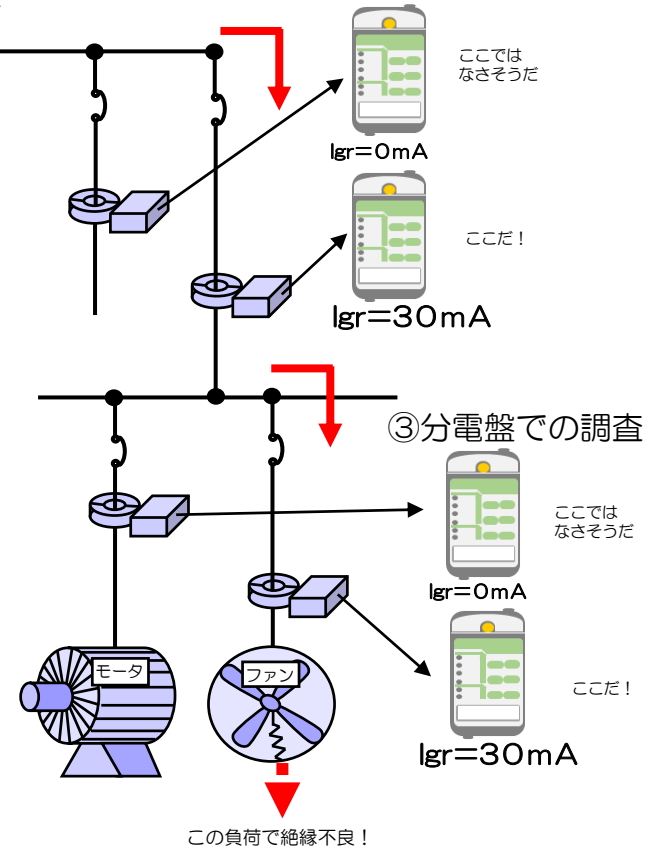 ここでは
なさそうだ
Igr＝0mA
ここだ！
Igr＝30mA
③分電盤での調査
ここでは
なさそうだ
Igr＝0mA
モータ
ファン
ここだ！
Igr＝30mA
この負荷で絶縁不良！